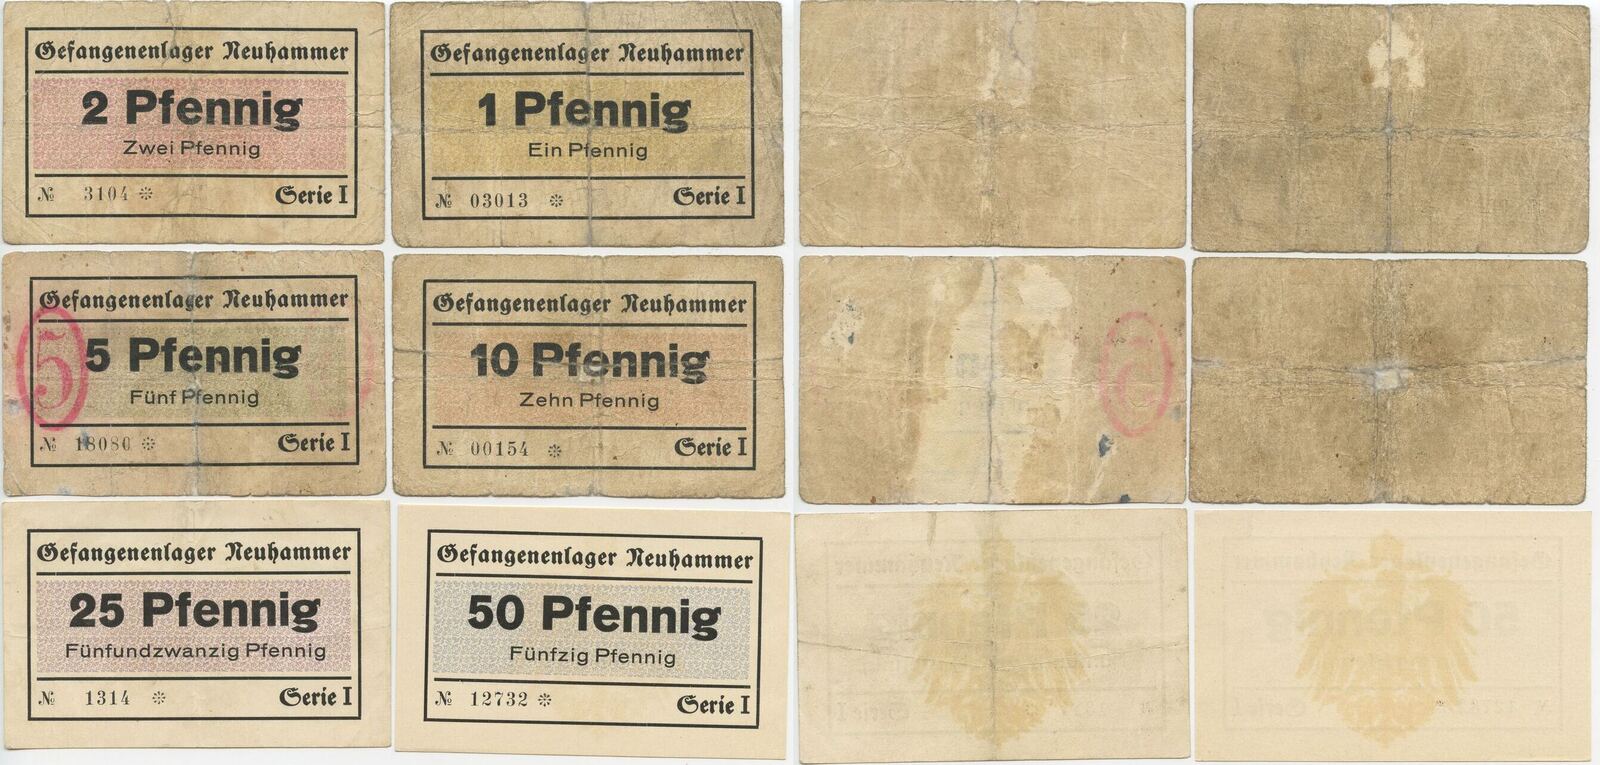 Gefangenenlager Neuhammer
2 Pfennig
Zwei Pfennig
№ 3104 ❊ Serie I
Gefangenenlager Neuhammer
1 Pfennig
Ein Pfennig
№ 03013 ❊ Serie I
Gefangenenlager Neuhammer
5 5 Pfennig
Fünf Pfennig
№ 18080 ❊ Serie I
Gefangenenlager Neuhammer
10 Pfennig
Zehn Pfennig
№ 00154 ❊ Serie I
5
Gefangenenlager Neuhammer
25 Pfennig
Fünfundzwanzig Pfennig
№ 1314 ❊ Serie I
Gefangenenlager Neuhammer
50 Pfennig
Fünfzig Pfennig
№ 12732 ❊ Serie I